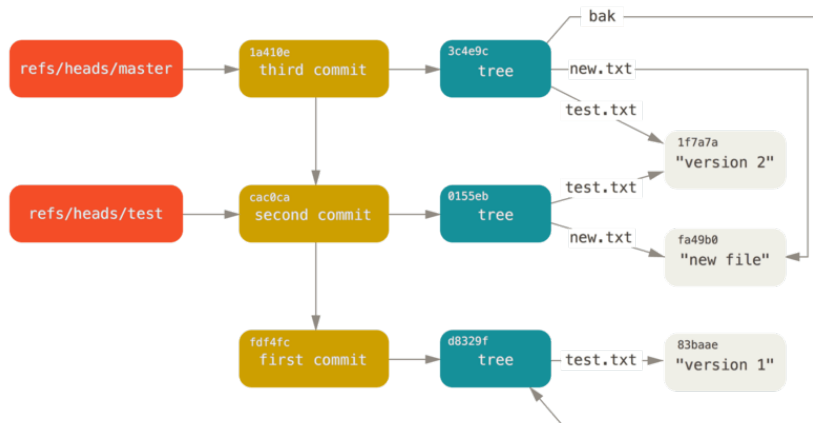 bak
1a410e
3c4e9c
refs/heads/master
third commit
tree
new.txt
test.txt
1f7a7a
"version 2"
cac0ca
0155eb
test.txt
refs/heads/test
second commit
tree
new.txt
fa49b0
"new file"
fdf4fc
d8329f
83baae
first commit
tree
test.txt
"version 1"